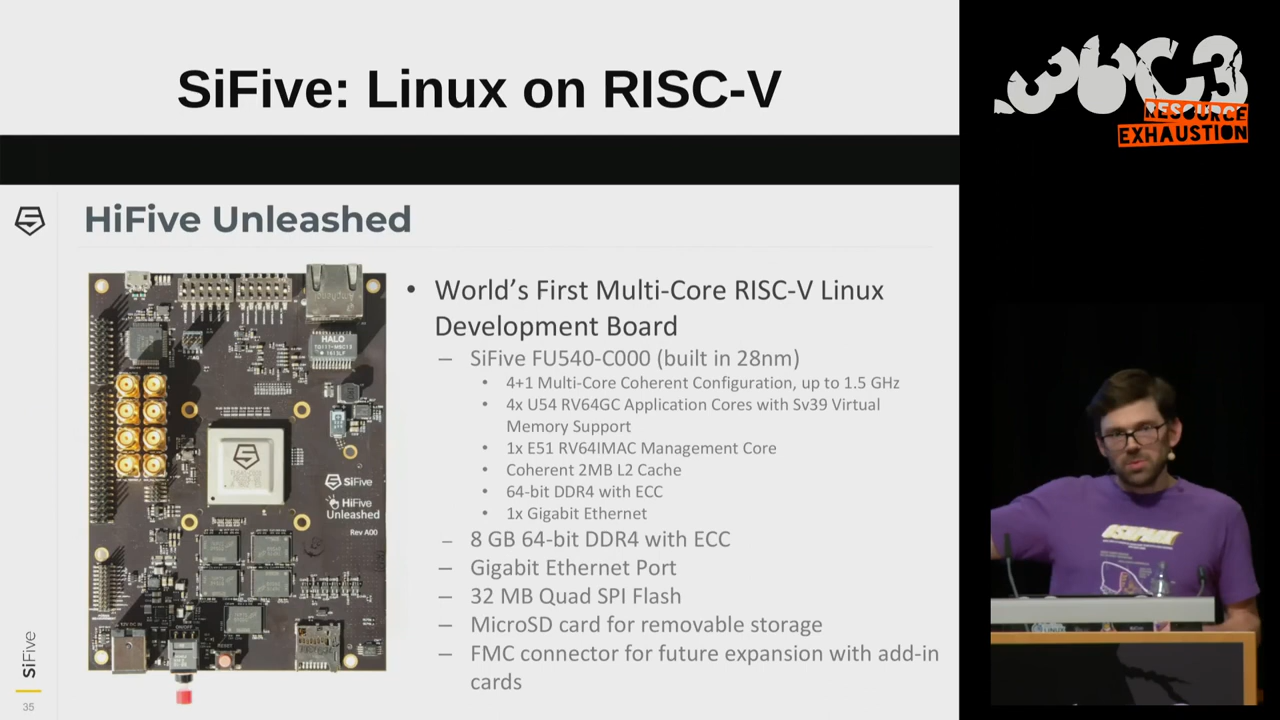 SiFive: Linux on RISC-V
36C3
RESOURCE
EXHAUSTION
HiFive Unleashed
• World's First Multi-Core RISC-V Linux
Development Board
– SiFive FU540-C000 (built in 28nm)
• 4+1 Multi-Core Coherent Configuration, up to 1.5 GHz
• 4x U54 RV64GC Application Cores with Sv39 Virtual
Memory Support
• 1x E51 RV64IMAC Management Core
• Coherent 2MB L2 Cache
• 64-bit DDR4 with ECC
• 1x Gigabit Ethernet
– 8 GB 64-bit DDR4 with ECC
– Gigabit Ethernet Port
– 32 MB Quad SPI Flash
– MicroSD card for removable storage
– FMC connector for future expansion with add-in
cards
Amphenol
HALO
SiFive
HiFive
Unleashed
Rev A00
SiFive
35